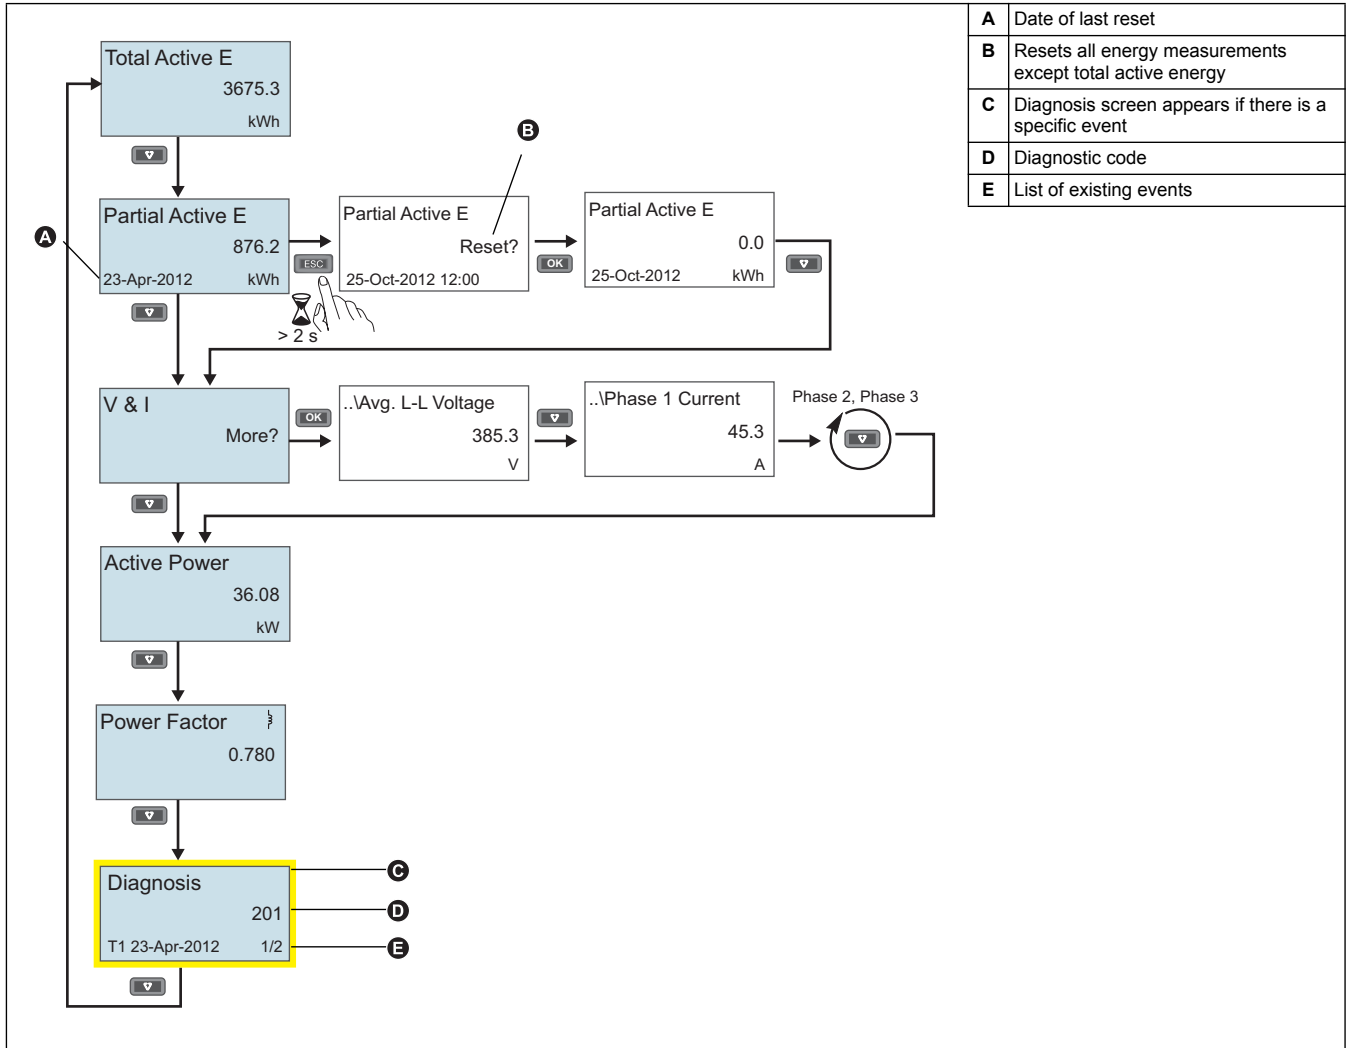 Total Active E
3675.3
kWh
Partial Active E
876.2
23-Apr-2012 kWh
A
ESC
> 2 s
B
Partial Active E
Reset?
25-Oct-2012 12:00
OK
Partial Active E
0.0
25-Oct-2012 kWh
V & I
More?
OK
..\Avg. L-L Voltage
385.3
V
..\Phase 1 Current
45.3
A
Phase 2, Phase 3
Active Power
36.08
kW
Power Factor
0.780
Diagnosis
201
T1 23-Apr-2012 1/2
C
D
E
A Date of last reset
B Resets all energy measurements
except total active energy
C Diagnosis screen appears if there is a
specific event
D Diagnostic code
E List of existing events